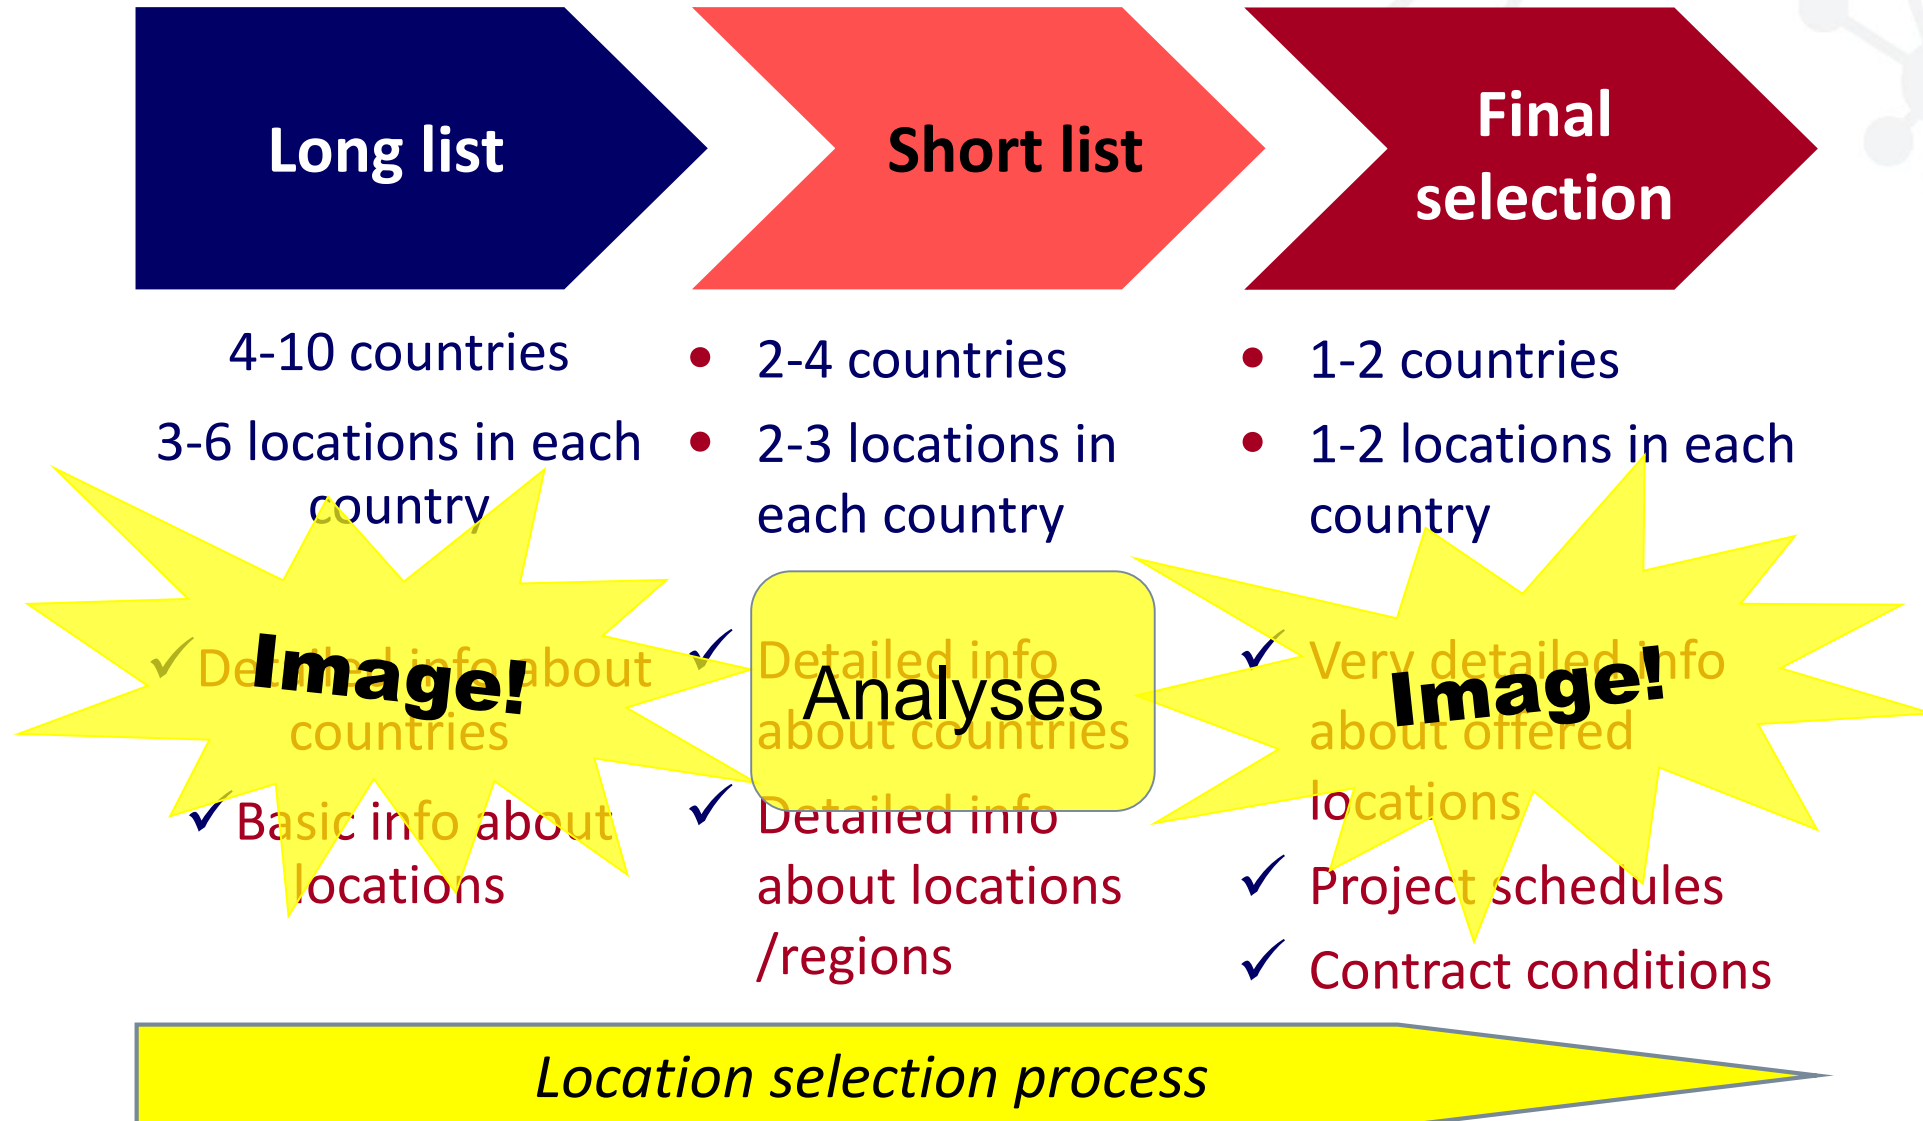 Long list
4-10 countries
3-6 locations in each
country
✓Detailed info about
countries
✓Basic info about
locations
Image!
Short list
• 2-4 countries
• 2-3 locations in
each country
✓ Detailed info
about countries
✓ Detailed info
about locations
/regions
Analyses
Final
selection
• 1-2 countries
• 1-2 locations in each
country
✓ Very detailed info
about offered
locations
✓ Project schedules
✓ Contract conditions
Image!
Location selection process